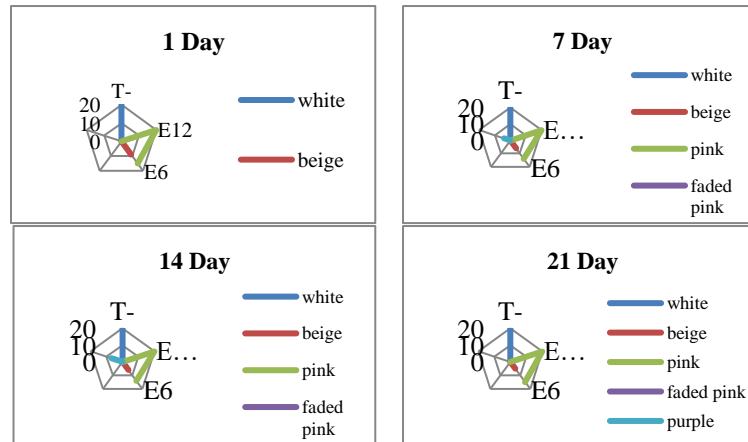 1 Day
T-
20
10
0
E12
E6
white
beige
7 Day
T-
20
10
0
E…
E6
white
beige
pink
faded
pink
14 Day
T-
20
10
0
E…
E6
white
beige
pink
faded
pink
21 Day
T-
20
10
0
E…
E6
white
beige
pink
faded pink
purple